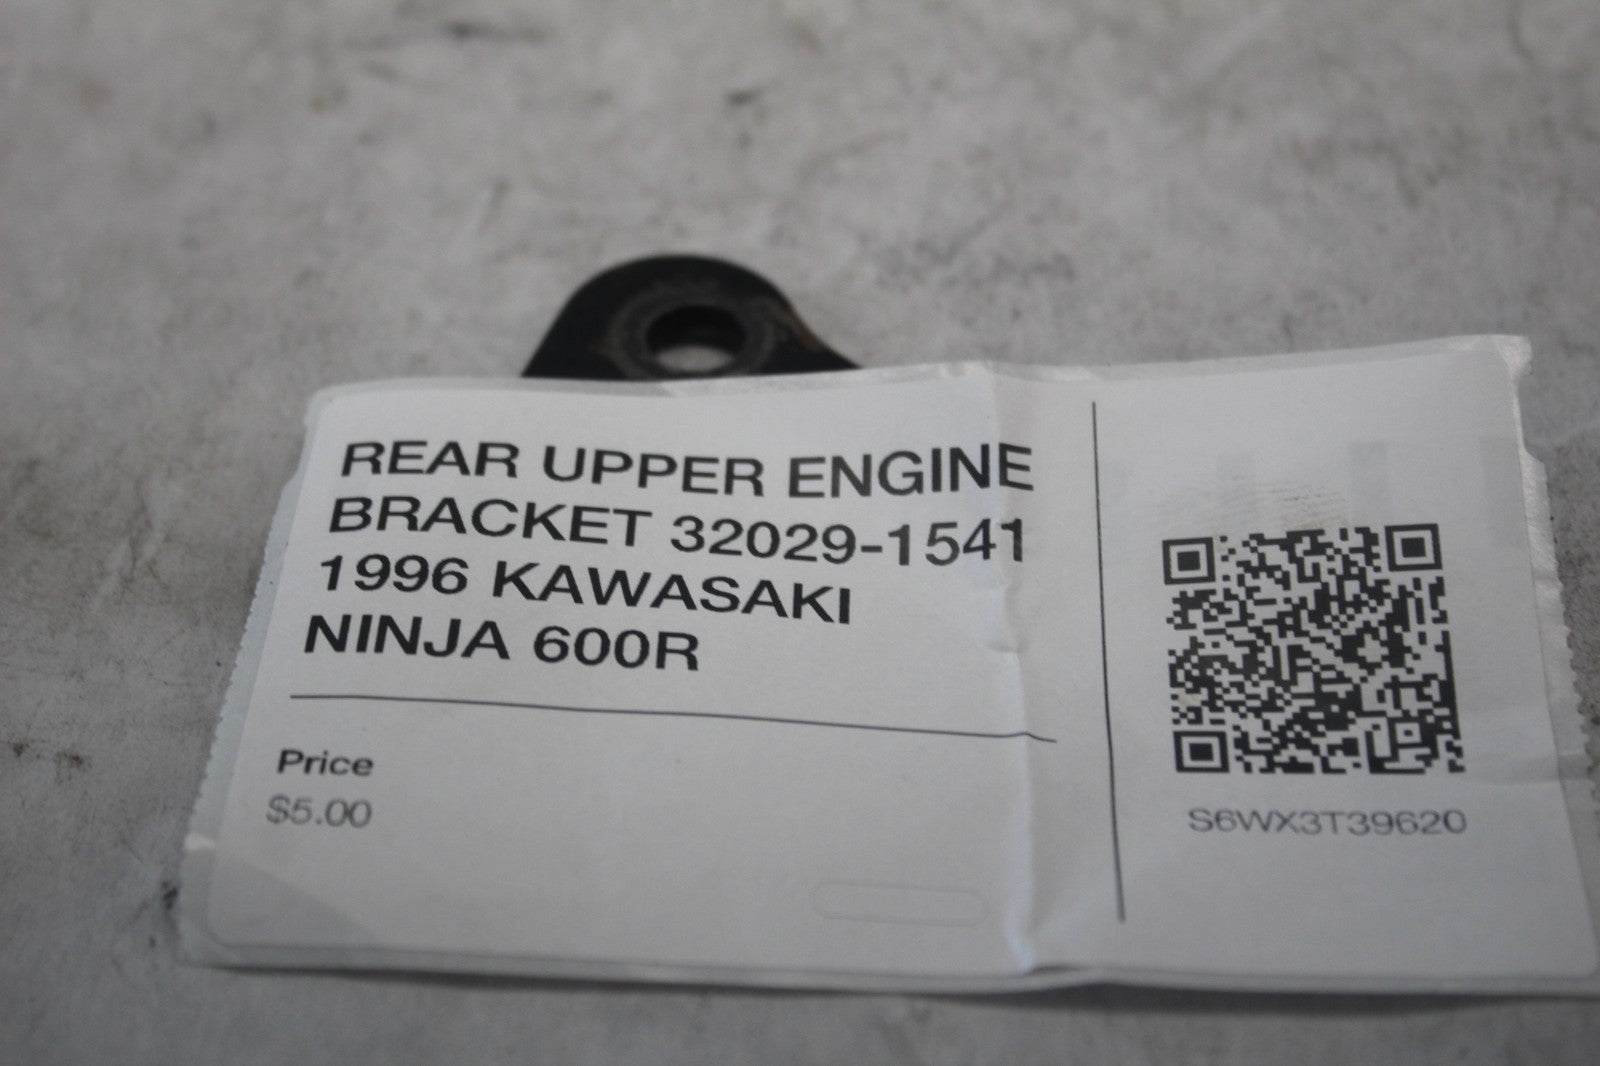 REAR UPPER ENGINE
BRACKET 32029-1541
1996 KAWASAKI
NINJA 600R
Price
$5.00
S6WX3T39620